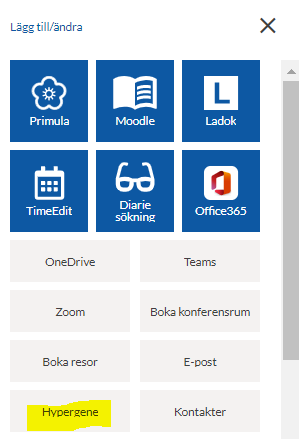 Lägg till/ändra
Primula
Moodle
L
Ladok
TimeEdit
Diarie
sökning
Office365
OneDrive
Teams
Zoom
Boka konferensrum
Boka resor
E-post
Hypergene
Kontakter